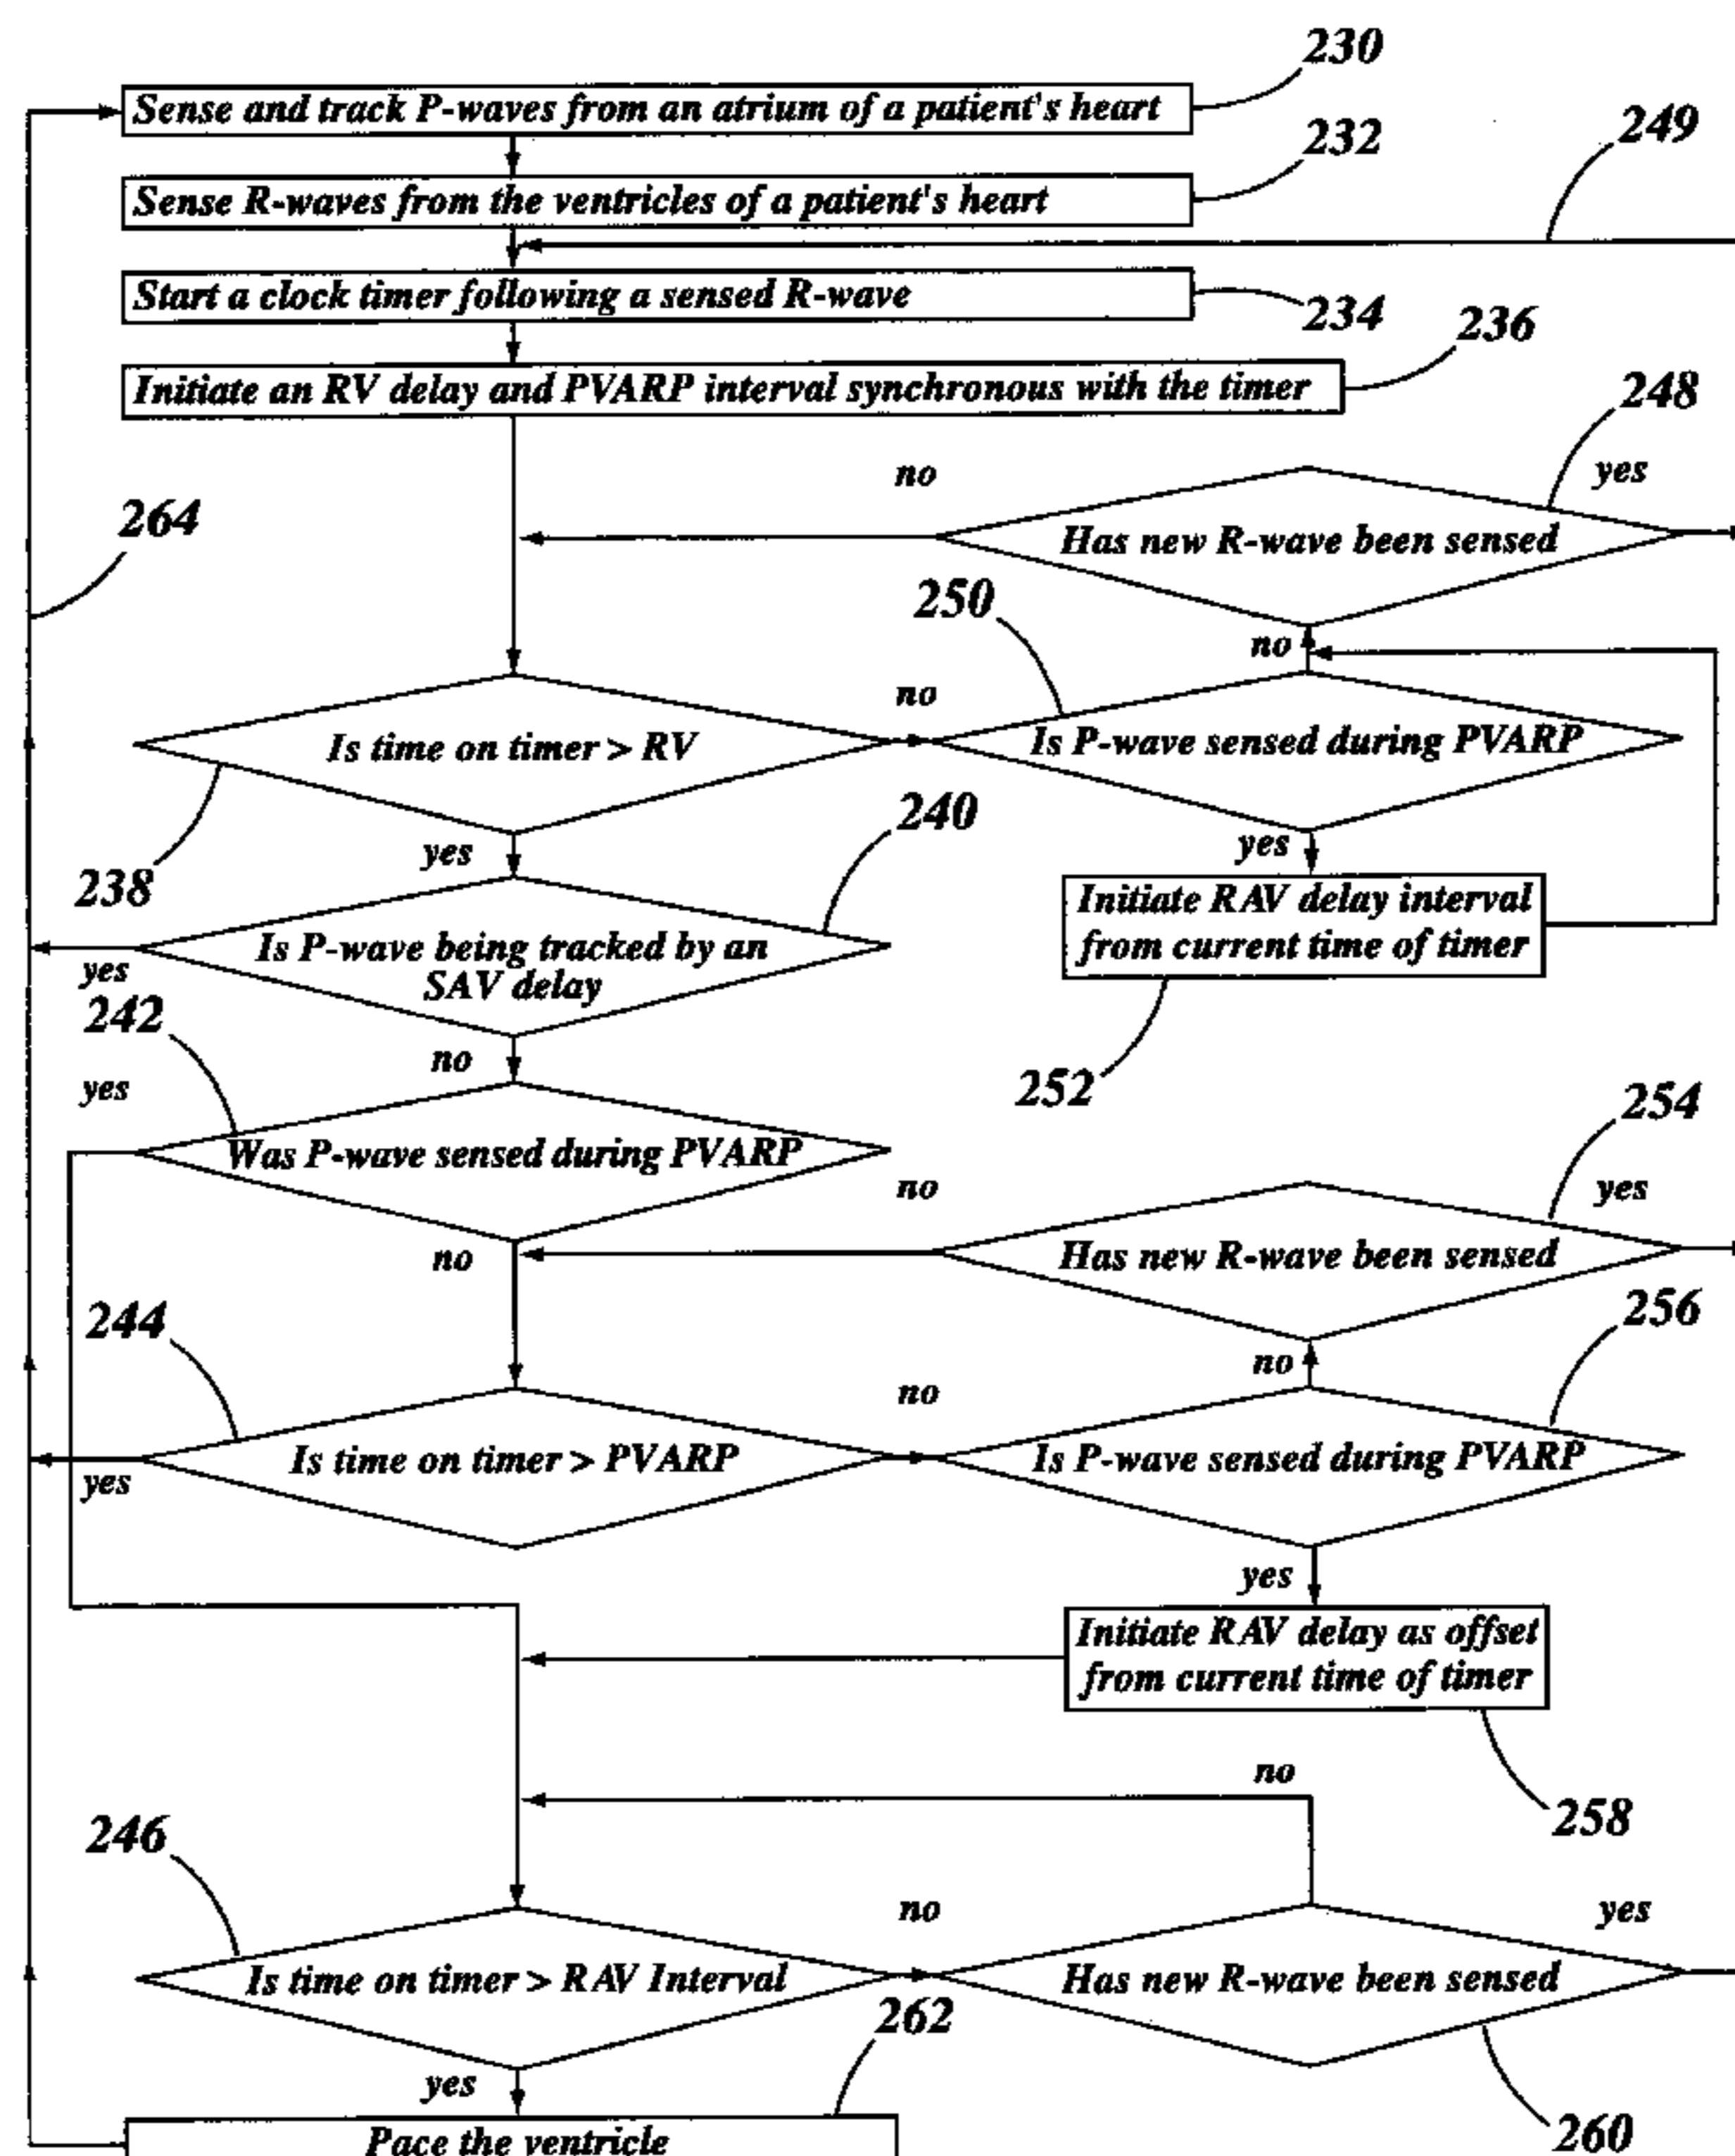 230
Sense and track P-waves from an atrium of a patient's heart
232
249
Sense R-waves from the ventricles of a patient's heart
Start a clock timer following a sensed R-wave
234
236
Initiate an RV delay and PVARP interval synchronous with the timer
248
no
yes
264
Has new R-wave been sensed
250
no
no
Is time on timer > RV
Is P-wave sensed during PVARP
240
yes
yes
238
Initiate RAV delay interval
from current time of timer
Is P-wave being tracked by an
SAV delay
yes
242
no
252
yes
254
Was P-wave sensed during PVARP
no
yes
no
Has new R-wave been sensed
244
256
no
no
Is time on timer > PVARP
Is P-wave sensed during PVARP
yes
yes
Initiate RAV delay as offset
from current time of timer
no
258
246
no
yes
Is time on timer > RAV Interval
Has new R-wave been sensed
262
yes
260
Pace the ventricle